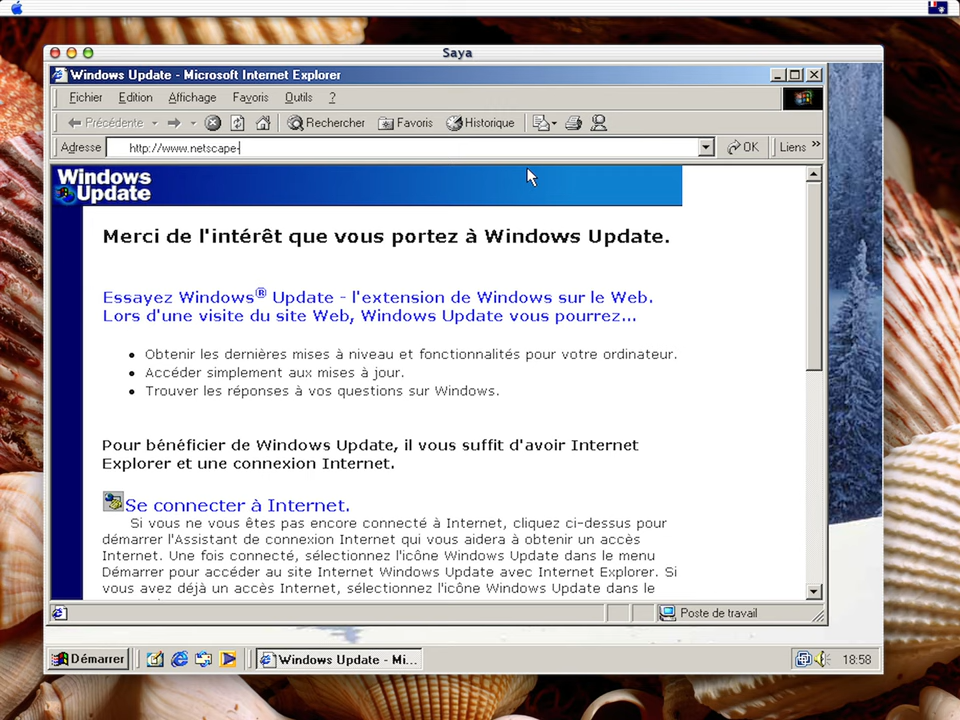 Saya
Windows Update - Microsoft Internet Explorer
Fichier Edition Affichage Favoris Outils ?
Précédente Rechercher Favoris Historique
Adresse http://www.netscape- OK Liens »
Windows
Update
Merci de l'intérêt que vous portez à Windows Update.
Essayez Windows® Update - l'extension de Windows sur le Web.
Lors d'une visite du site Web, Windows Update vous pourrez...
• Obtenir les dernières mises à niveau et fonctionnalités pour votre ordinateur.
• Accéder simplement aux mises à jour.
• Trouver les réponses à vos questions sur Windows.
Pour bénéficier de Windows Update, il vous suffit d'avoir Internet
Explorer et une connexion Internet.
Se connecter à Internet.
Si vous ne vous êtes pas encore connecté à Internet, cliquez ci-dessus pour
démarrer l'Assistant de connexion Internet qui vous aidera à obtenir un accès
Internet. Une fois connecté, sélectionnez l'icône Windows Update dans le menu
Démarrer pour accéder au site Internet Windows Update avec Internet Explorer. Si
vous avez déjà un accès Internet, sélectionnez l'icône Windows Update dans le
Poste de travail
Démarrer Windows Update - Mi... 18:58